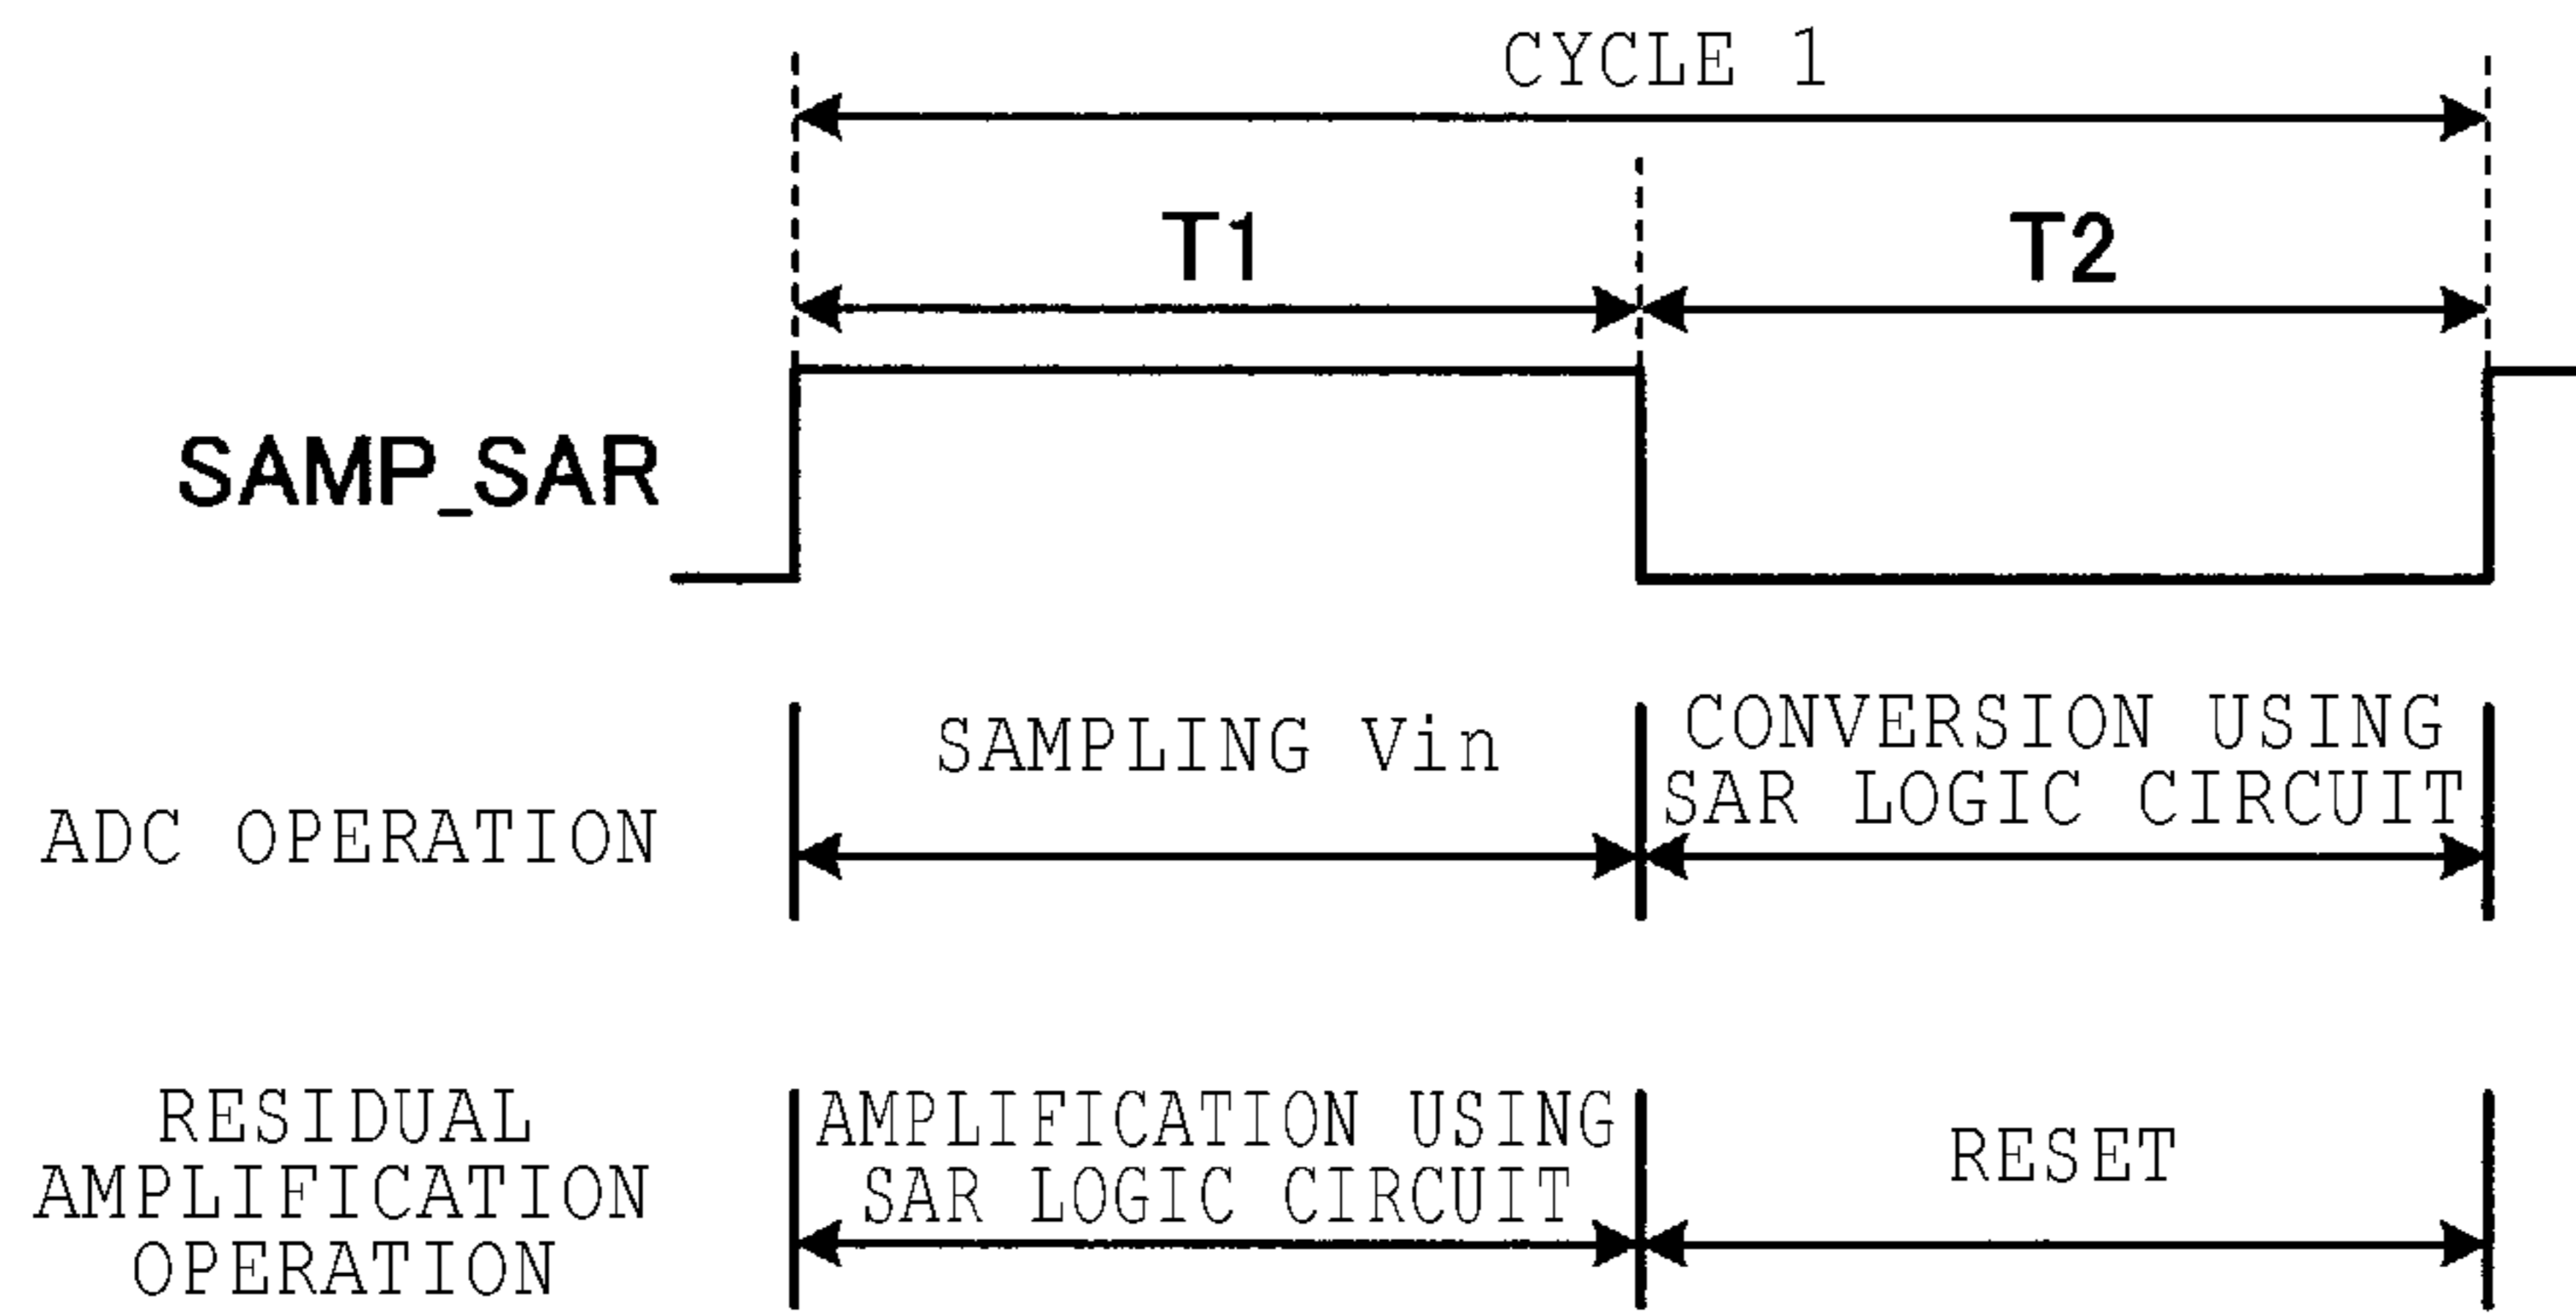 CYCLE 1
T1
T2
SAMP_SAR
ADC OPERATION
SAMPLING Vin
CONVERSION USING
SAR LOGIC CIRCUIT
RESIDUAL
AMPLIFICATION
OPERATION
AMPLIFICATION USING
SAR LOGIC CIRCUIT
RESET